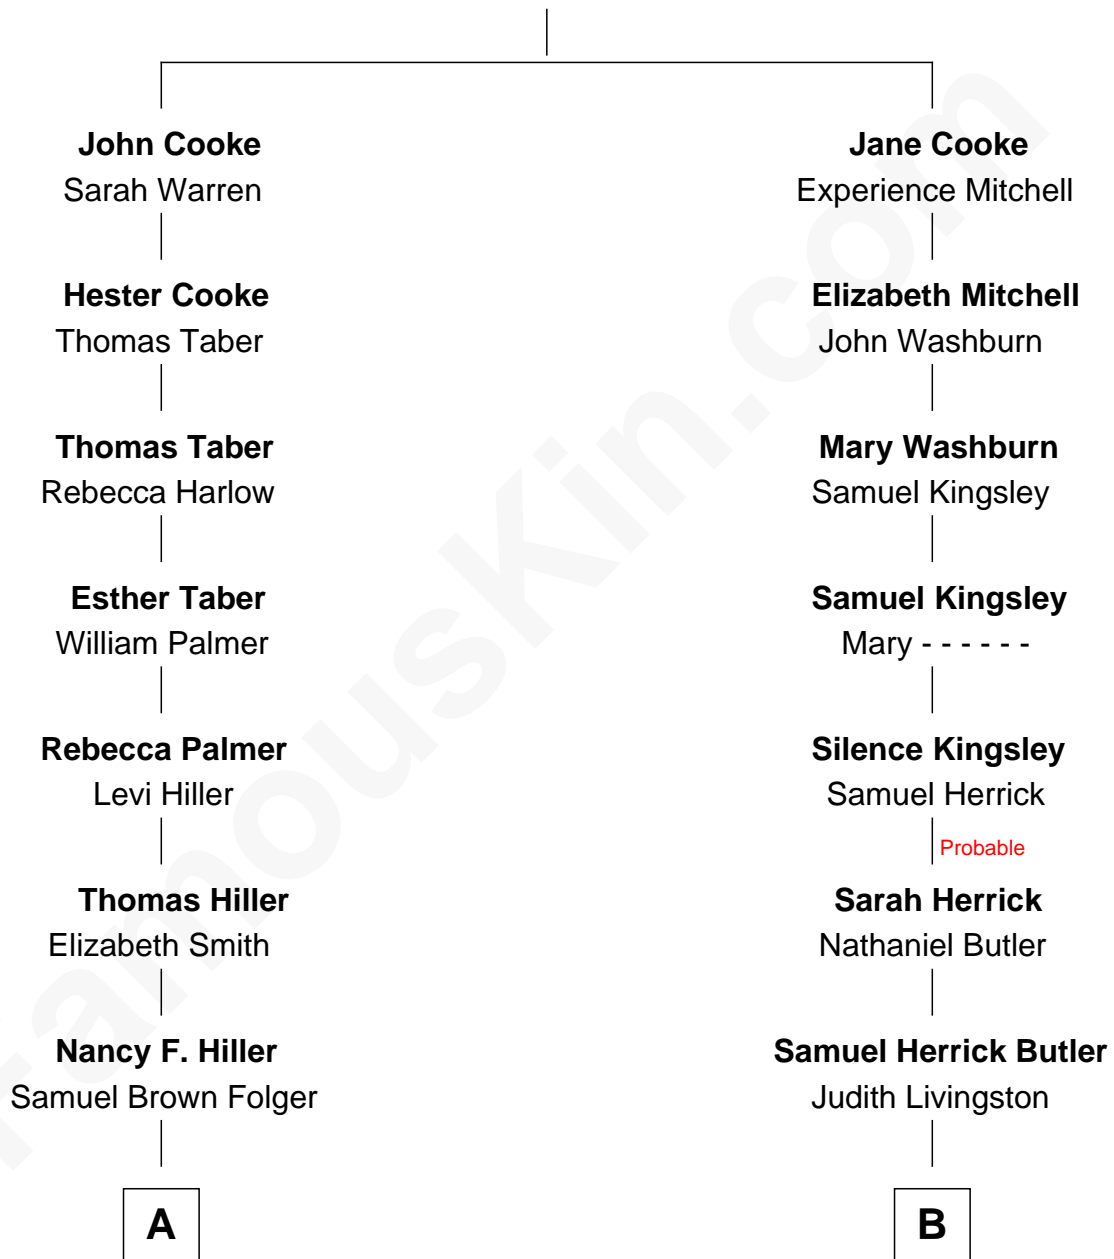 John Cooke
Sarah Warren
Hester Cooke
Thomas Taber
Thomas Taber
Rebecca Harlow
Esther Taber
William Palmer
Rebecca Palmer
Levi Hiller
Thomas Hiller
Elizabeth Smith
Nancy F. Hiller
Samuel Brown Folger
A
Jane Cooke
Experience Mitchell
Elizabeth Mitchell
John Washburn
Mary Washburn
Samuel Kingsley
Samuel Kingsley
Mary - - - - - -
Silence Kingsley
Samuel Herrick
Probable
Sarah Herrick
Nathaniel Butler
Samuel Herrick Butler
Judith Livingston
B
FamousKin.com